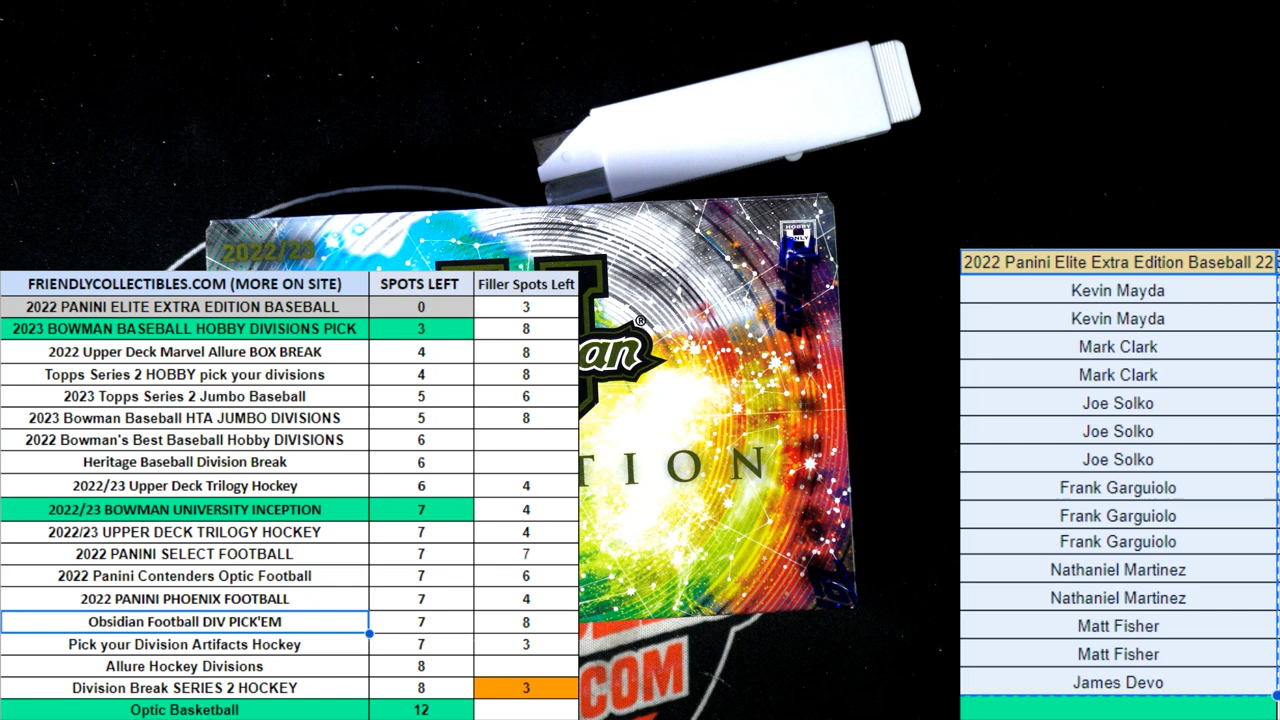 2022/23
HOBBY
ONLY
an®
TION
COM
FRIENDLYCOLLECTIBLES.COM (MORE ON SITE) SPOTS LEFT Filler Spots Left
2022 PANINI ELITE EXTRA EDITION BASEBALL 0 3
2023 BOWMAN BASEBALL HOBBY DIVISIONS PICK 3 8
2022 Upper Deck Marvel Allure BOX BREAK 4 8
Topps Series 2 HOBBY pick your divisions 4 8
2023 Topps Series 2 Jumbo Baseball 5 6
2023 Bowman Baseball HTA JUMBO DIVISIONS 5 8
2022 Bowman's Best Baseball Hobby DIVISIONS 6
Heritage Baseball Division Break 6
2022/23 Upper Deck Trilogy Hockey 6 4
2022/23 BOWMAN UNIVERSITY INCEPTION 7 4
2022/23 UPPER DECK TRILOGY HOCKEY 7 4
2022 PANINI SELECT FOOTBALL 7 7
2022 Panini Contenders Optic Football 7 6
2022 PANINI PHOENIX FOOTBALL 7 4
Obsidian Football DIV PICK'EM 7 8
Pick your Division Artifacts Hockey 7 3
Allure Hockey Divisions 8
Division Break SERIES 2 HOCKEY 8 3
Optic Basketball 12
2022 Panini Elite Extra Edition Baseball 22
Kevin Mayda
Kevin Mayda
Mark Clark
Mark Clark
Joe Solko
Joe Solko
Joe Solko
Frank Garguiolo
Frank Garguiolo
Frank Garguiolo
Nathaniel Martinez
Nathaniel Martinez
Matt Fisher
Matt Fisher
James Devo